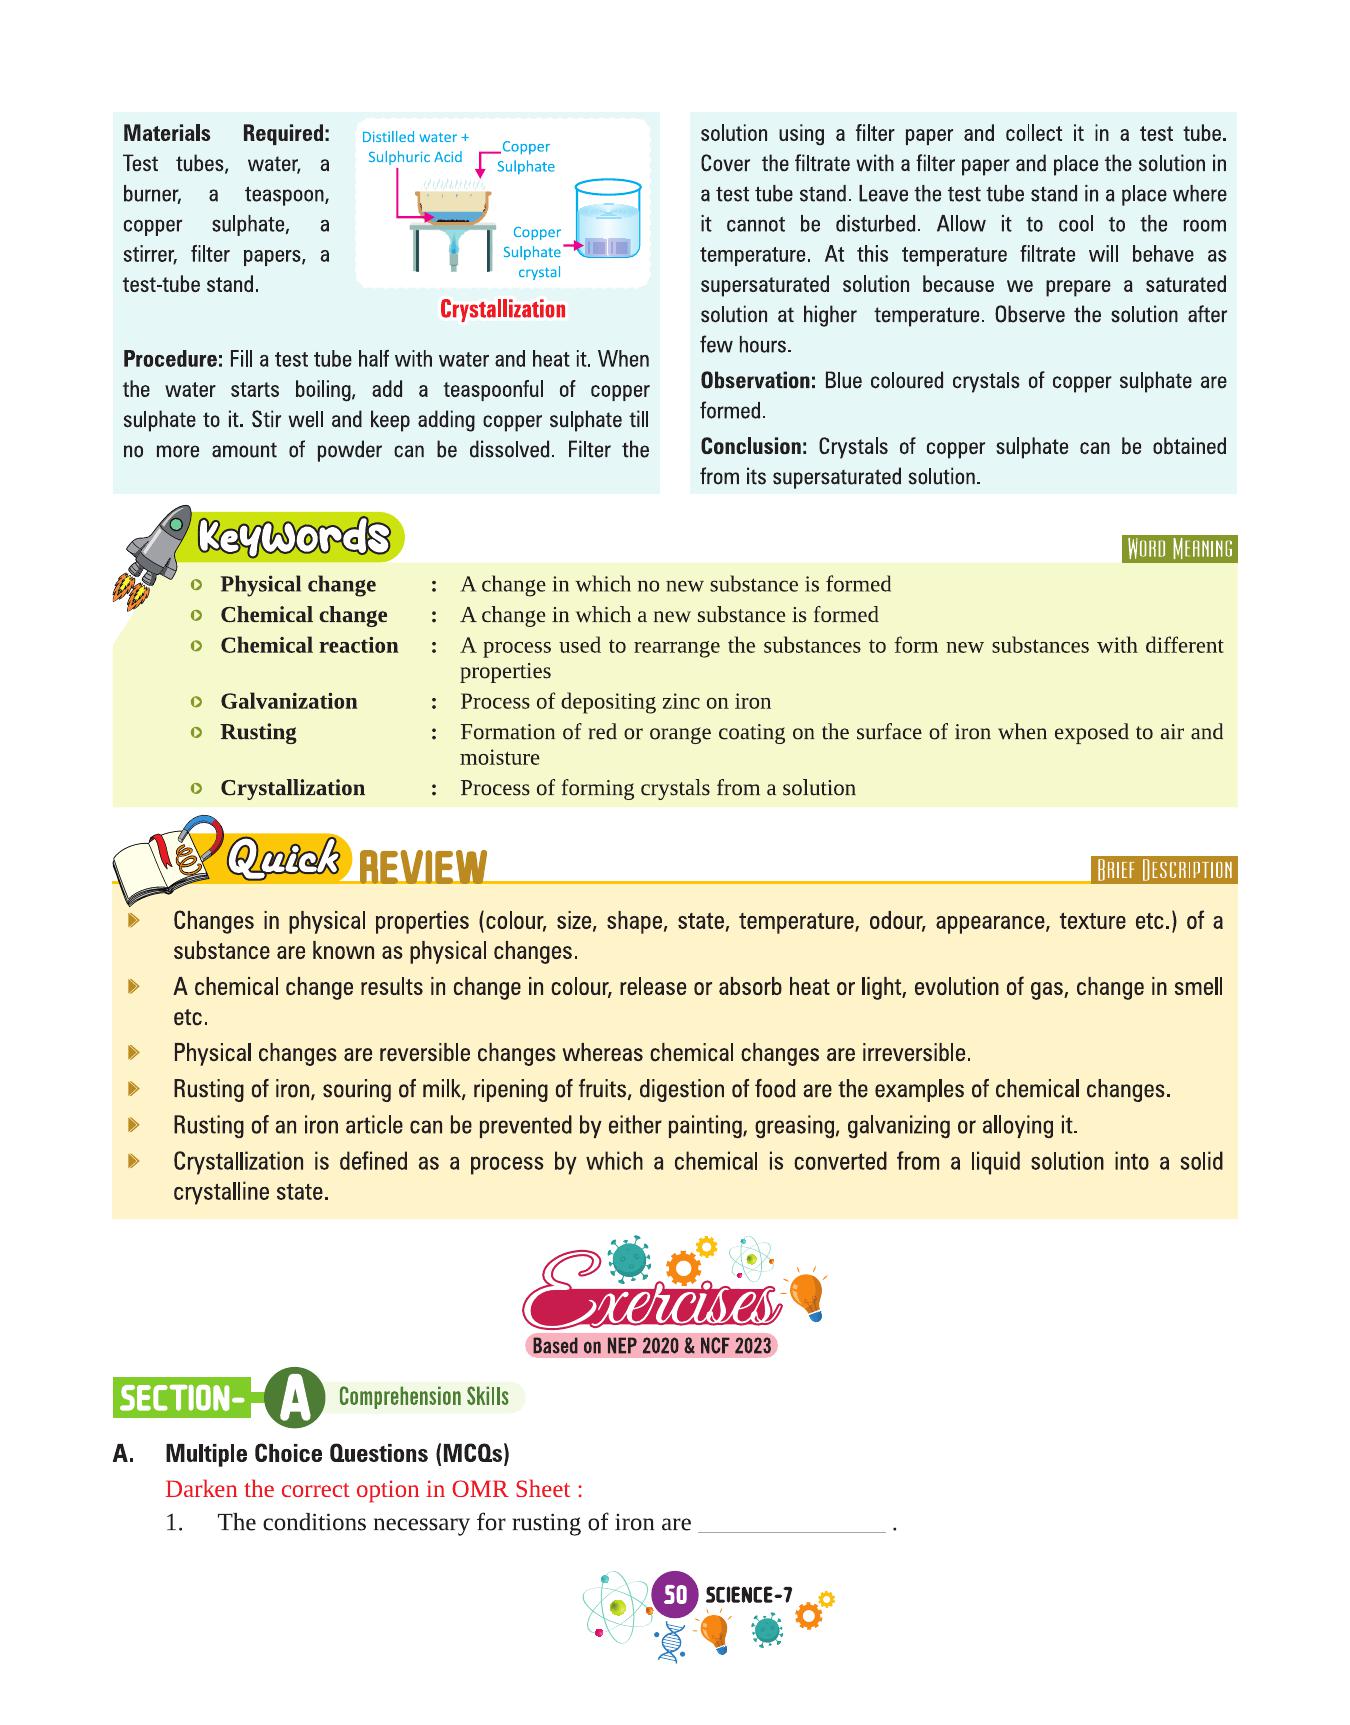 Materials Required:
Test tubes, water, a
burner, a teaspoon,
copper sulphate, a
stirrer, filter papers, a
test-tube stand.
Distilled water +
Sulphuric Acid
Copper
Sulphate
Copper
Sulphate
crystal
Crystallization
Procedure: Fill a test tube half with water and heat it. When
the water starts boiling, add a teaspoonful of copper
sulphate to it. Stir well and keep adding copper sulphate till
no more amount of powder can be dissolved. Filter the
solution using a filter paper and collect it in a test tube.
Cover the filtrate with a filter paper and place the solution in
a test tube stand. Leave the test tube stand in a place where
it cannot be disturbed. Allow it to cool to the room
temperature. At this temperature filtrate will behave as
supersaturated solution because we prepare a saturated
solution at higher temperature. Observe the solution after
few hours.
Observation: Blue coloured crystals of copper sulphate are
formed.
Conclusion: Crystals of copper sulphate can be obtained
from its supersaturated solution.
Keywords
WORD MEANING
Physical change : A change in which no new substance is formed
Chemical change : A change in which a new substance is formed
Chemical reaction : A process used to rearrange the substances to form new substances with different
properties
Galvanization : Process of depositing zinc on iron
Rusting : Formation of red or orange coating on the surface of iron when exposed to air and
moisture
Crystallization : Process of forming crystals from a solution
Quick REVIEW
BRIEF DESCRIPTION
Changes in physical properties (colour, size, shape, state, temperature, odour, appearance, texture etc.) of a
substance are known as physical changes.
A chemical change results in change in colour, release or absorb heat or light, evolution of gas, change in smell
etc.
Physical changes are reversible changes whereas chemical changes are irreversible.
Rusting of iron, souring of milk, ripening of fruits, digestion of food are the examples of chemical changes.
Rusting of an iron article can be prevented by either painting, greasing, galvanizing or alloying it.
Crystallization is defined as a process by which a chemical is converted from a liquid solution into a solid
crystalline state.
Exercises
Based on NEP 2020 & NCF 2023
SECTION- A Comprehension Skills
A. Multiple Choice Questions (MCQs)
Darken the correct option in OMR Sheet :
1. The conditions necessary for rusting of iron are _______________ .
50 SCIENCE-7